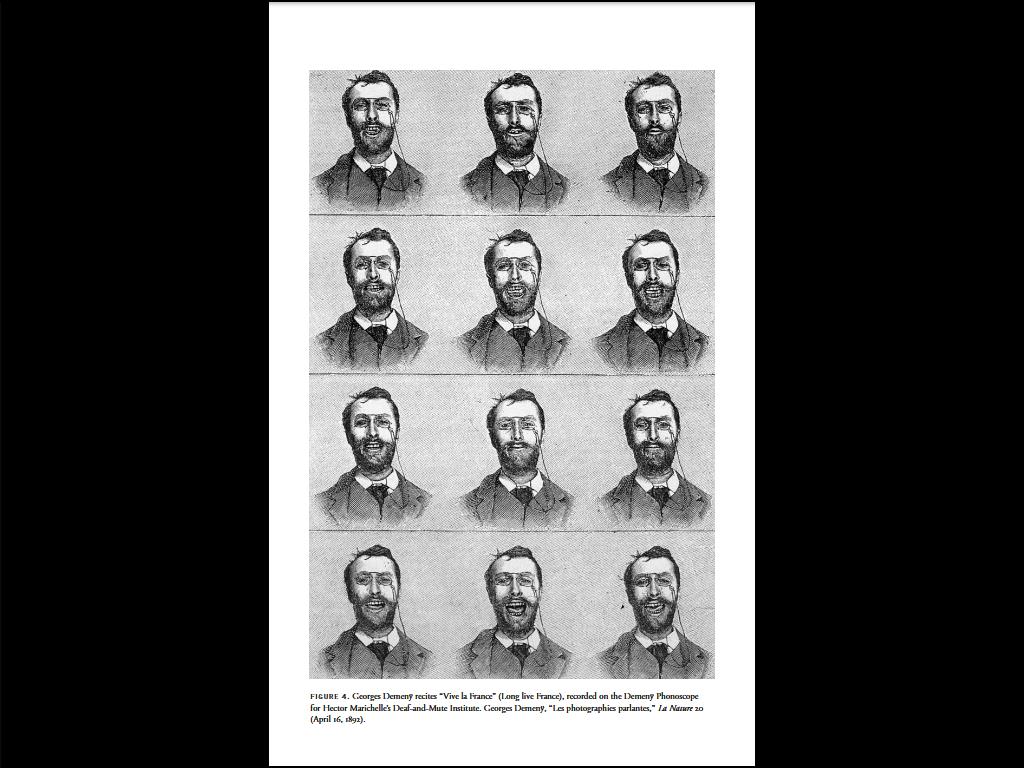 FIGURE 4. Georges Demenÿ recites “Vive la France” (Long live France), recorded on the Demenÿ Phonoscope
for Hector Marichelle’s Deaf-and-Mute Institute. Georges Demenÿ, “Les photographies parlantes,” La Nature 20
(April 16, 1892).